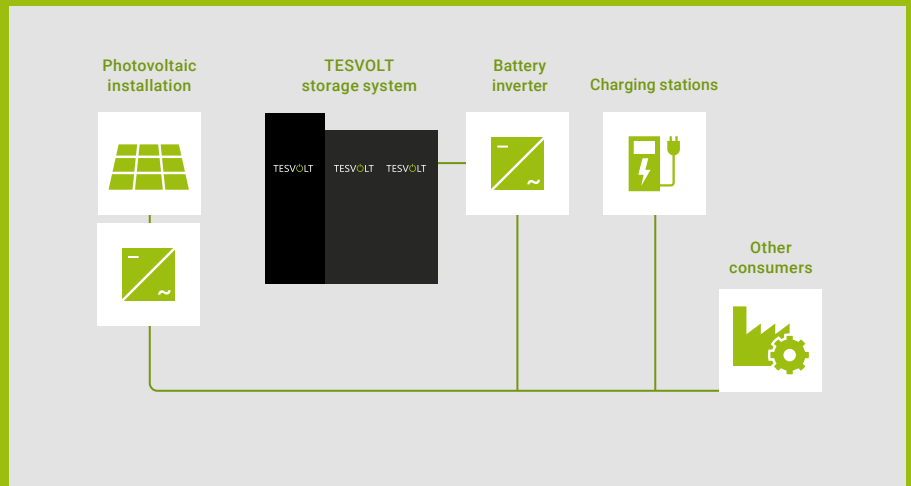 Photovoltaic
installation
TESVOLT
storage system
Battery
inverter
Charging stations
TESVOLT
TESVOLT
TESVOLT
Other
consumers